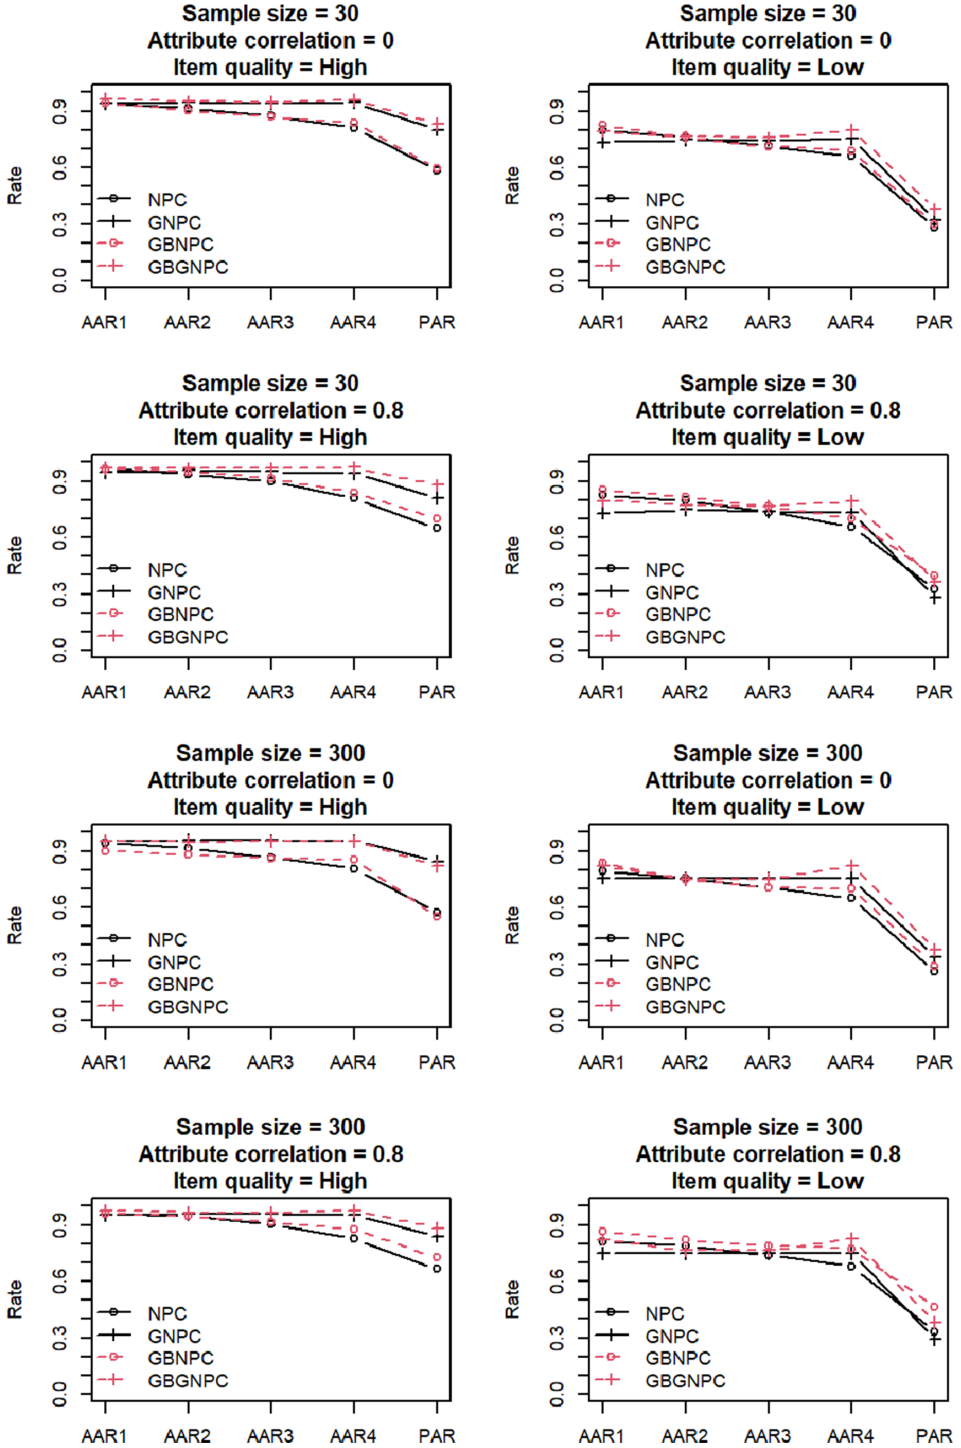 Sample size = 30
Attribute correlation = 0
Item quality = High
Rate
0.9
0.6
0.3
0.0
NPC
GNPC
GBNPC
GBGNPC
AAR1 AAR2 AAR3 AAR4 PAR
Sample size = 30
Attribute correlation = 0
Item quality = Low
Rate
0.9
0.6
0.3
0.0
NPC
GNPC
GBNPC
GBGNPC
AAR1 AAR2 AAR3 AAR4 PAR
Sample size = 30
Attribute correlation = 0.8
Item quality = High
Rate
0.9
0.6
0.3
0.0
NPC
GNPC
GBNPC
GBGNPC
AAR1 AAR2 AAR3 AAR4 PAR
Sample size = 30
Attribute correlation = 0.8
Item quality = Low
Rate
0.9
0.6
0.3
0.0
NPC
GNPC
GBNPC
GBGNPC
AAR1 AAR2 AAR3 AAR4 PAR
Sample size = 300
Attribute correlation = 0
Item quality = High
Rate
0.9
0.6
0.3
0.0
NPC
GNPC
GBNPC
GBGNPC
AAR1 AAR2 AAR3 AAR4 PAR
Sample size = 300
Attribute correlation = 0
Item quality = Low
Rate
0.9
0.6
0.3
0.0
NPC
GNPC
GBNPC
GBGNPC
AAR1 AAR2 AAR3 AAR4 PAR
Sample size = 300
Attribute correlation = 0.8
Item quality = High
Rate
0.9
0.6
0.3
0.0
NPC
GNPC
GBNPC
GBGNPC
AAR1 AAR2 AAR3 AAR4 PAR
Sample size = 300
Attribute correlation = 0.8
Item quality = Low
Rate
0.9
0.6
0.3
0.0
NPC
GNPC
GBNPC
GBGNPC
AAR1 AAR2 AAR3 AAR4 PAR